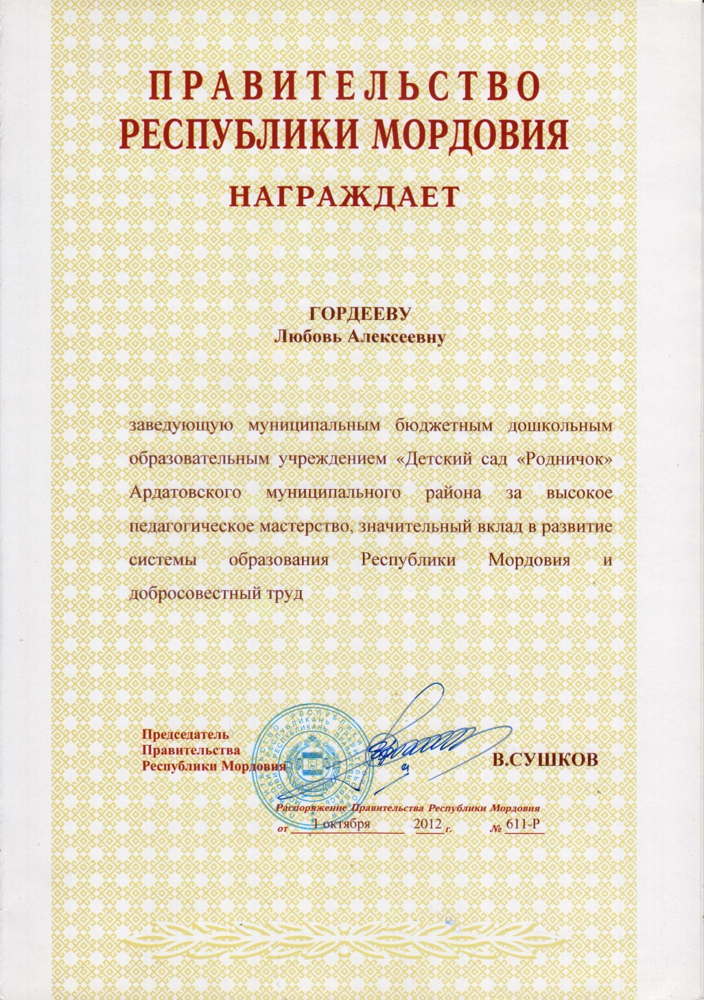 ПРАВИТЕЛЬСТВО
РЕСПУБЛИКИ МОРДОВИЯ
НАГРАЖДАЕТ
ГОРДЕЕВУ
Любовь Алексеевну
заведующую муниципальным бюджетным дошкольным
образовательным учреждением «Детский сад «Родничок»
Ардатовского муниципального района за высокое
педагогическое мастерство, значительный вклад в развитие
системы образования Республики Мордовия и
добросовестный труд
Председатель
Правительства
Республики Мордовия
В.СУШКОВ
Распоряжение Правительства Республики Мордовия
от 1 октября 2012 г. № 611-Р